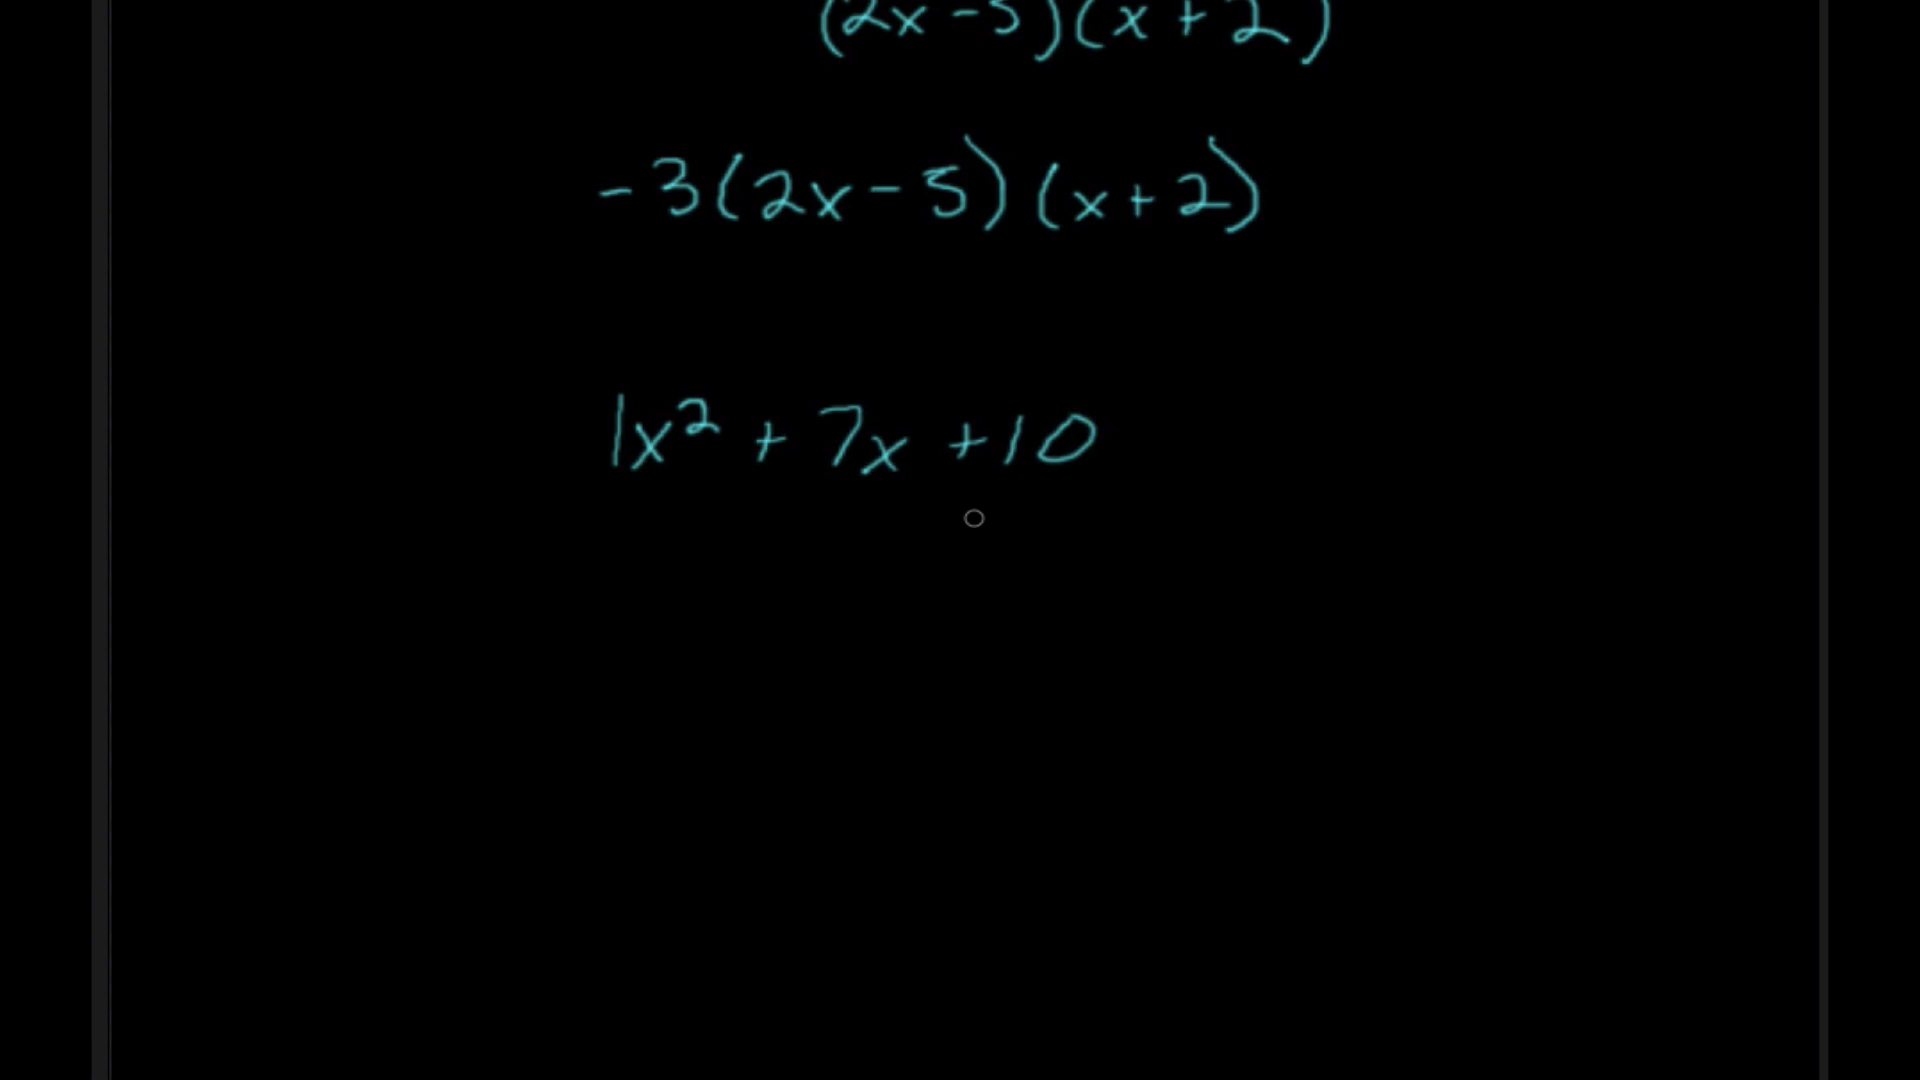 (2x - 5)(x + 2)
-3(2x - 5)(x + 2)
1x² + 7x + 10